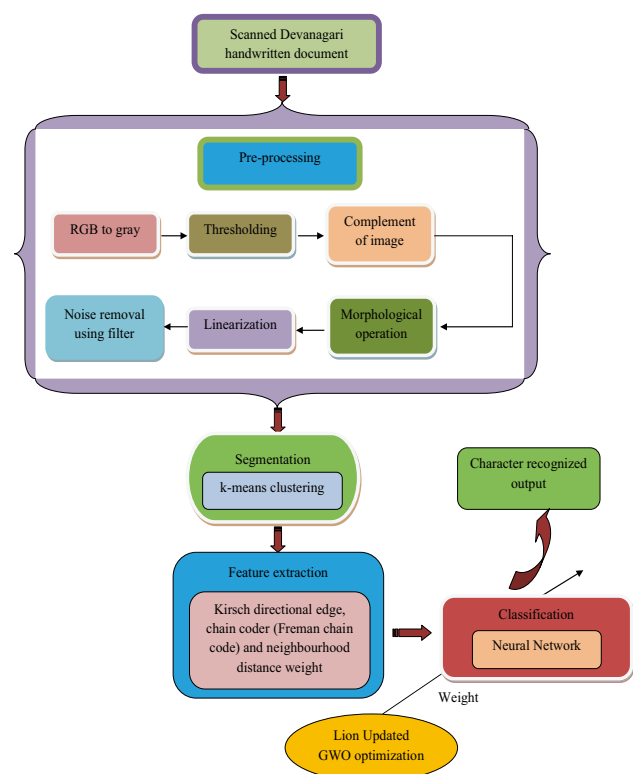 Scanned Devanagari
handwritten document
Pre-processing
RGB to gray
Thresholding
Complement
of image
Noise removal
using filter
Linearization
Morphological
operation
Segmentation
k-means clustering
Character recognized
output
Feature extraction
Kirsch directional edge,
chain coder (Freman chain
code) and neighbourhood
distance weight
Classification
Neural Network
Weight
Lion Updated
GWO optimization